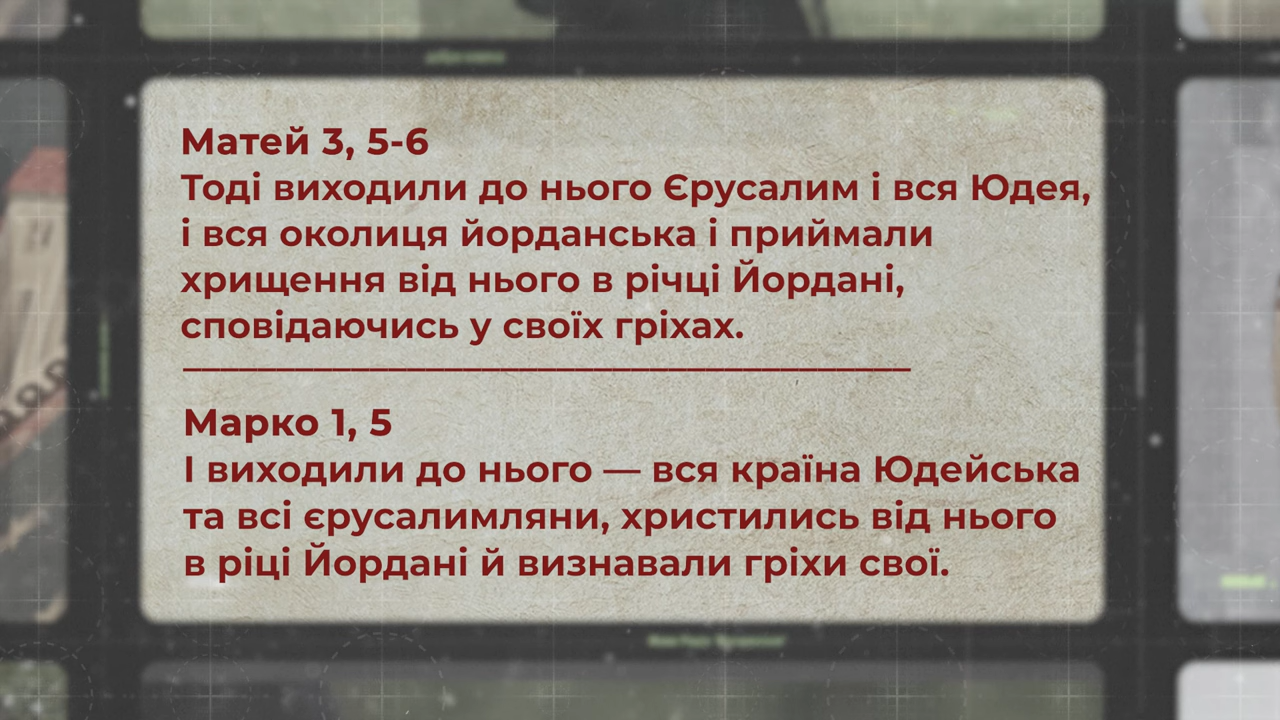 Матей 3, 5-6
Тоді виходили до нього Єрусалим і вся Юдея,
і вся околиця йорданська і приймали
хрищення від нього в річці Йордані,
сповідаючись у своїх гріхах.
Марко 1, 5
І виходили до нього — вся країна Юдейська
та всі єрусалимляни, христились від нього
в ріці Йордані й визнавали гріхи свої.